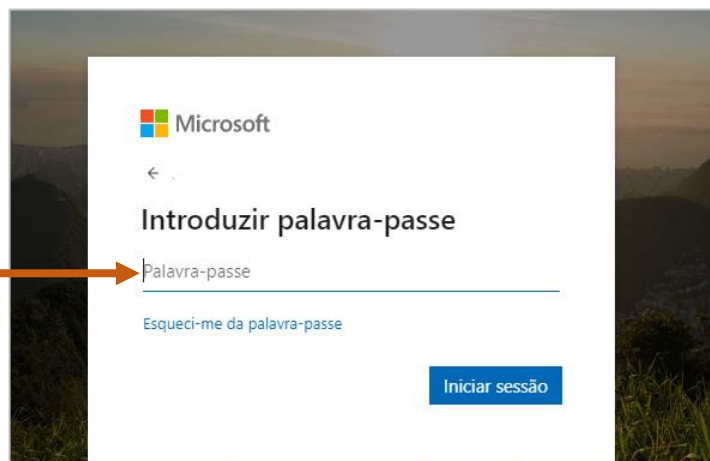 Microsoft
Introduzir palavra-passe
Palavra-passe
Esqueci-me da palavra-passe
Iniciar sessão